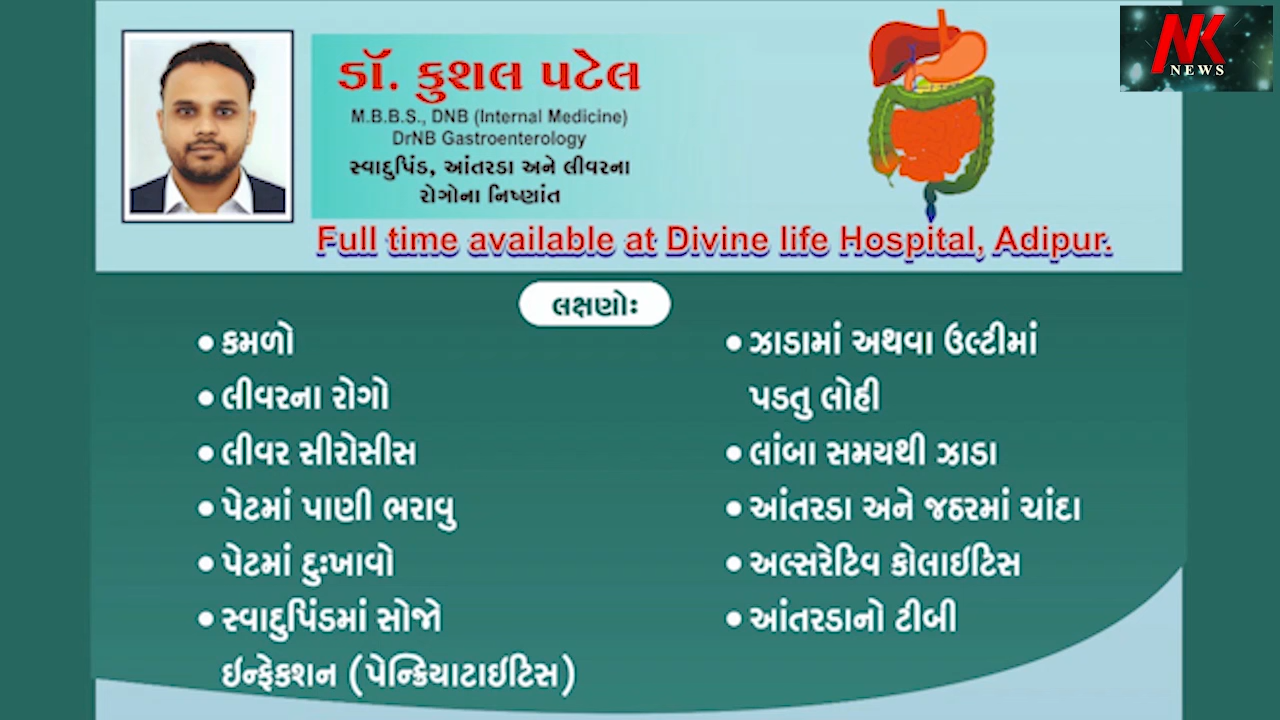 ડૉ. કુશલ પટેલ
M.B.B.S., DNB (Internal Medicine)
DrNB Gastroenterology
સ્વાદુપિંડ, આંતરડા અને લીવરના
રોગોના નિષ્ણાંત
Full time available at Divine life Hospital, Adipur.
NK
NEWS
લક્ષણોઃ
• કમળો
• લીવરના રોગો
• લીવર સીરોસીસ
• પેટમાં પાણી ભરાવુ
• પેટમાં દુઃખાવો
• સ્વાદુપિંડમાં સોજો
ઇન્ફેકશન (પેન્ક્રિયાટાઈટિસ)
• ઝાડામાં અથવા ઉલ્ટીમાં
પડતુ લોહી
• લાંબા સમયથી ઝાડા
• આંતરડા અને જઠરમાં ચાંદા
• અલ્સરેટિવ કોલાઈટિસ
• આંતરડાનો ટીબી